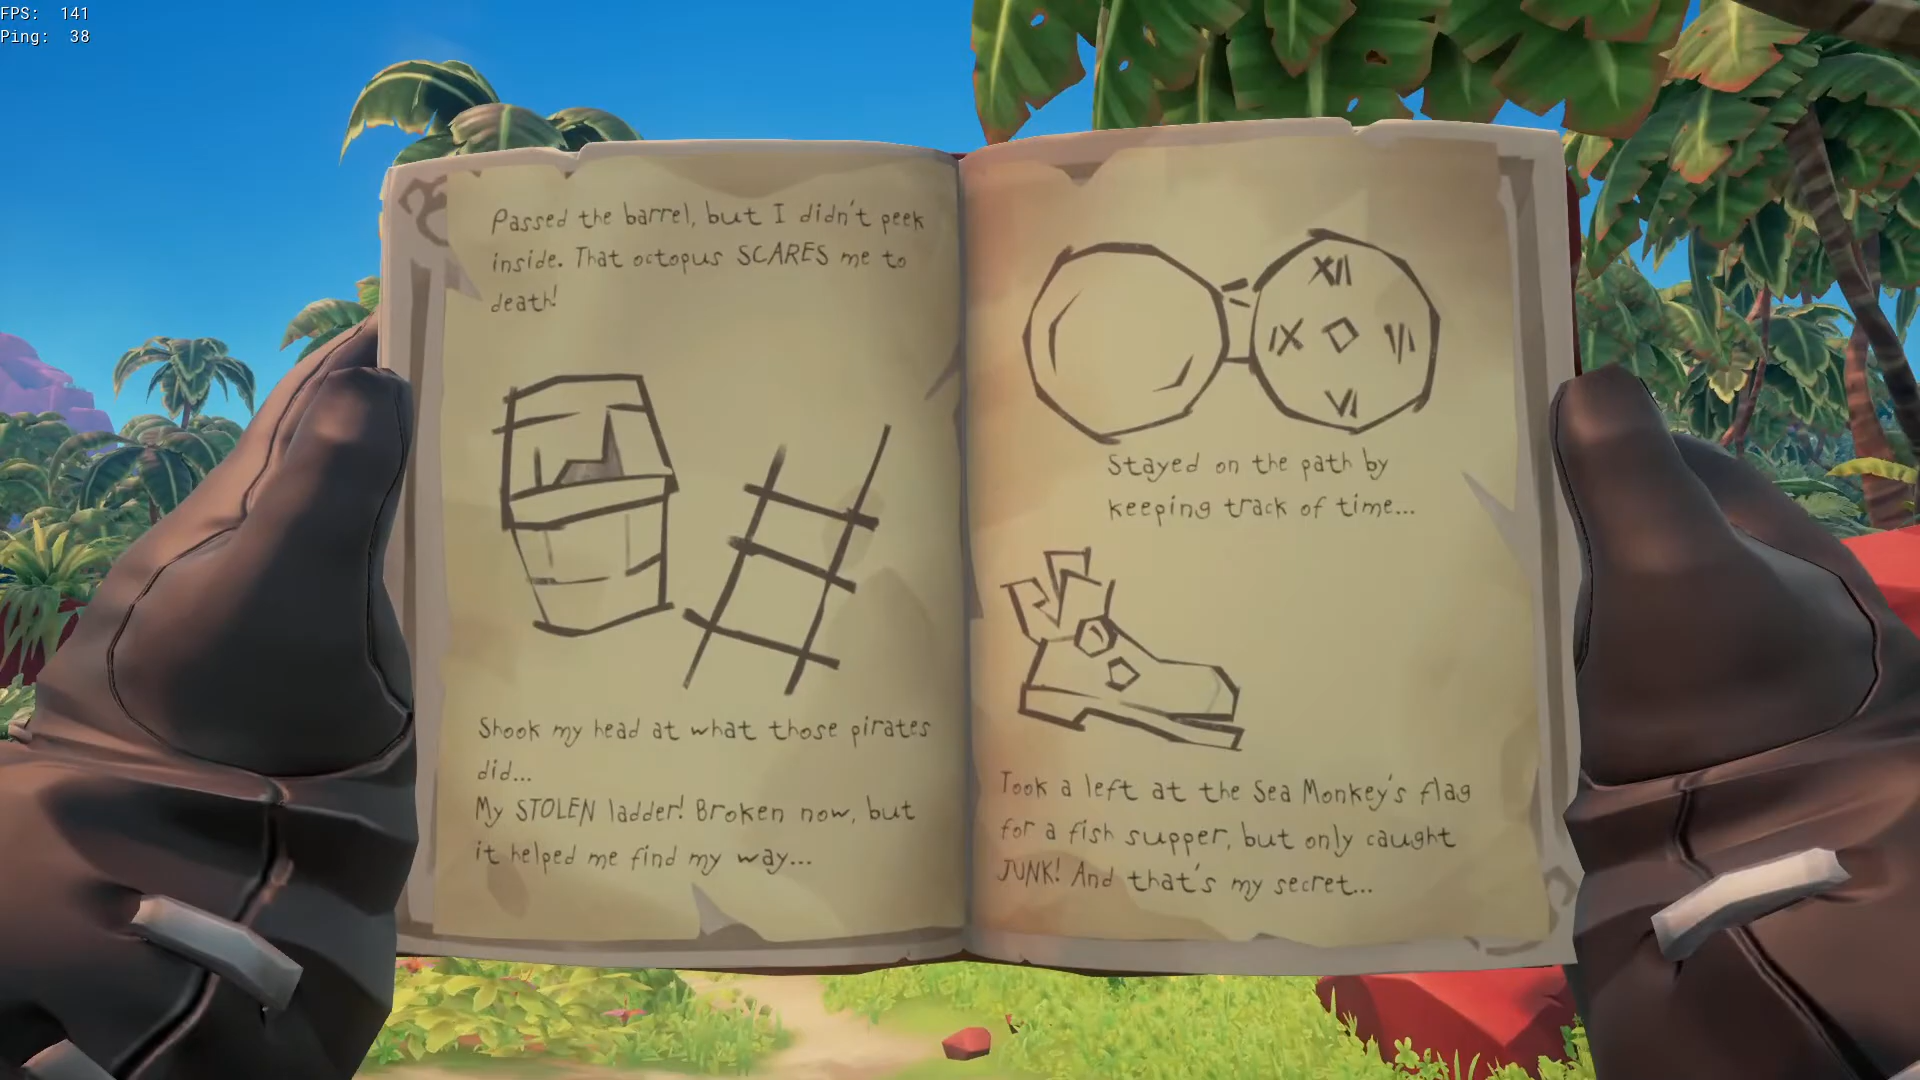 FPS: 141
Ping: 38
Passed the barrel, but I didn't peek
inside. That octopus SCARES me to
death!
Shook my head at what those pirates
did...
My STOLEN ladder! Broken now, but
it helped me find my way...
XII
IX
VI
Stayed on the path by
keeping track of time...
Took a left at the Sea Monkey's flag
for a fish supper, but only caught
JUNK! And that's my secret...